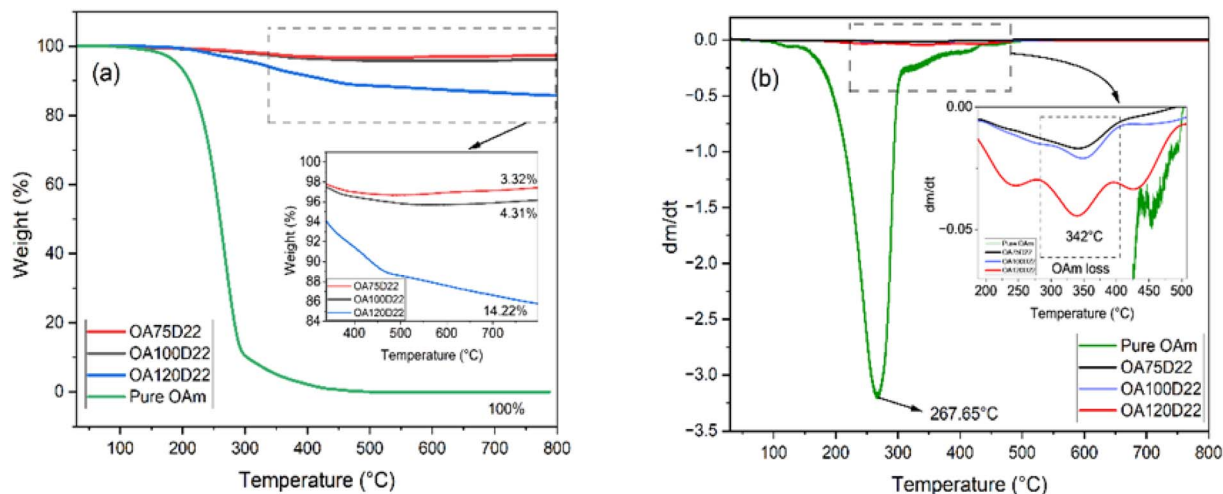 (a)
Weight (%)
100
80
60
40
20
0
98
96
94
92
90
88
86
84
Weight (%)
3.32%
4.31%
14.22%
OA75D22
OA100D22
OA120D22
400
500
600
700
Temperature (°C)
OA75D22
OA100D22
OA120D22
Pure OAm
100%
100
200
300
400
500
600
700
800
Temperature (°C)
(b)
dm/dt
0.0
−0.5
−1.0
−1.5
−2.0
−2.5
−3.0
−3.5
0.00
−0.05
dm/dt
342°C
Pure OAm
OA75D22
OA100D22
OA120D22
OAm loss
200
250
300
350
400
450
500
Temperature (°C)
267.65°C
Pure OAm
OA75D22
OA100D22
OA120D22
100
200
300
400
500
600
700
800
Temperature (°C)